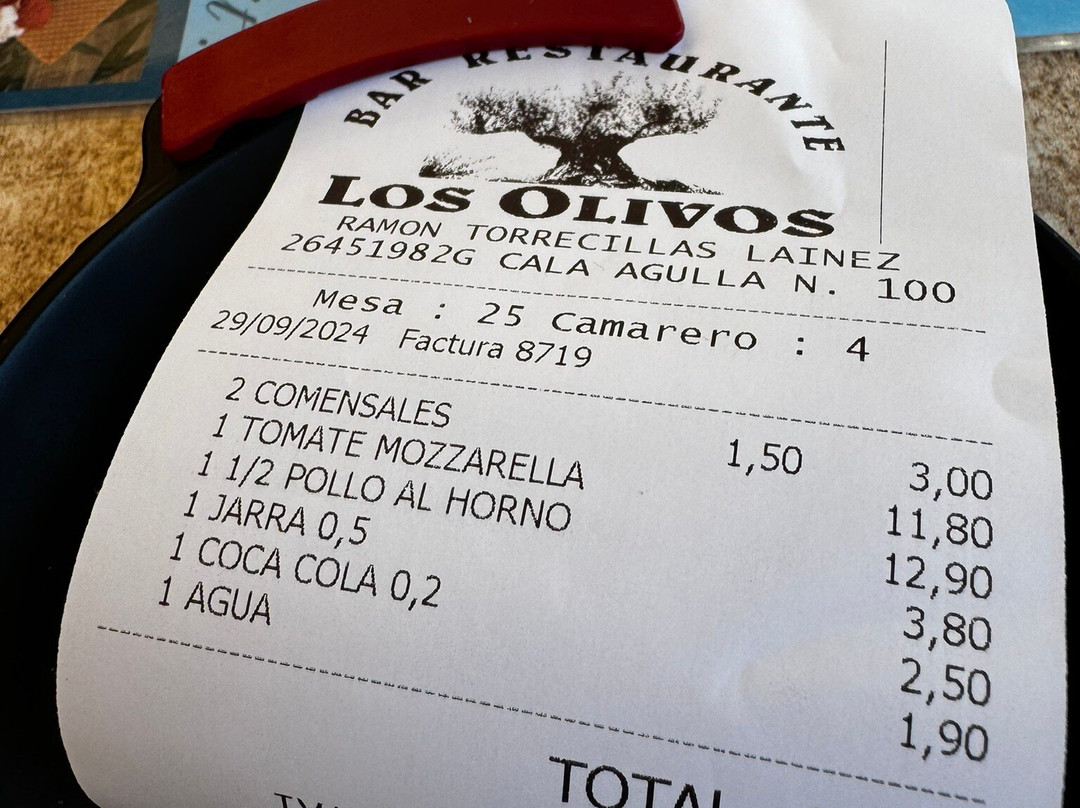 BAR RESTAURANTE
LOS OLIVOS
RAMON TORRECILLAS LAINEZ
26451982G CALA AGULLA N. 100
Mesa : 25 Camarero : 4
29/09/2024 Factura 8719
2 COMENSALES 1,50 3,00
1 TOMATE MOZZARELLA 11,80
1 1/2 POLLO AL HORNO 12,90
1 JARRA 0,5 3,80
1 COCA COLA 0,2 2,50
1 AGUA 1,90
TOTAL